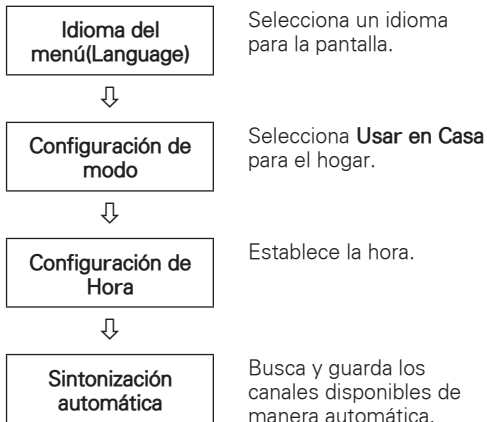 Idioma del
menú(Language)
Selecciona un idioma
para la pantalla.
Configuración de
modo
Selecciona Usar en Casa
para el hogar.
Configuración de
Hora
Establece la hora.
Sintonización
automática
Busca y guarda los
canales disponibles de
manera automática.